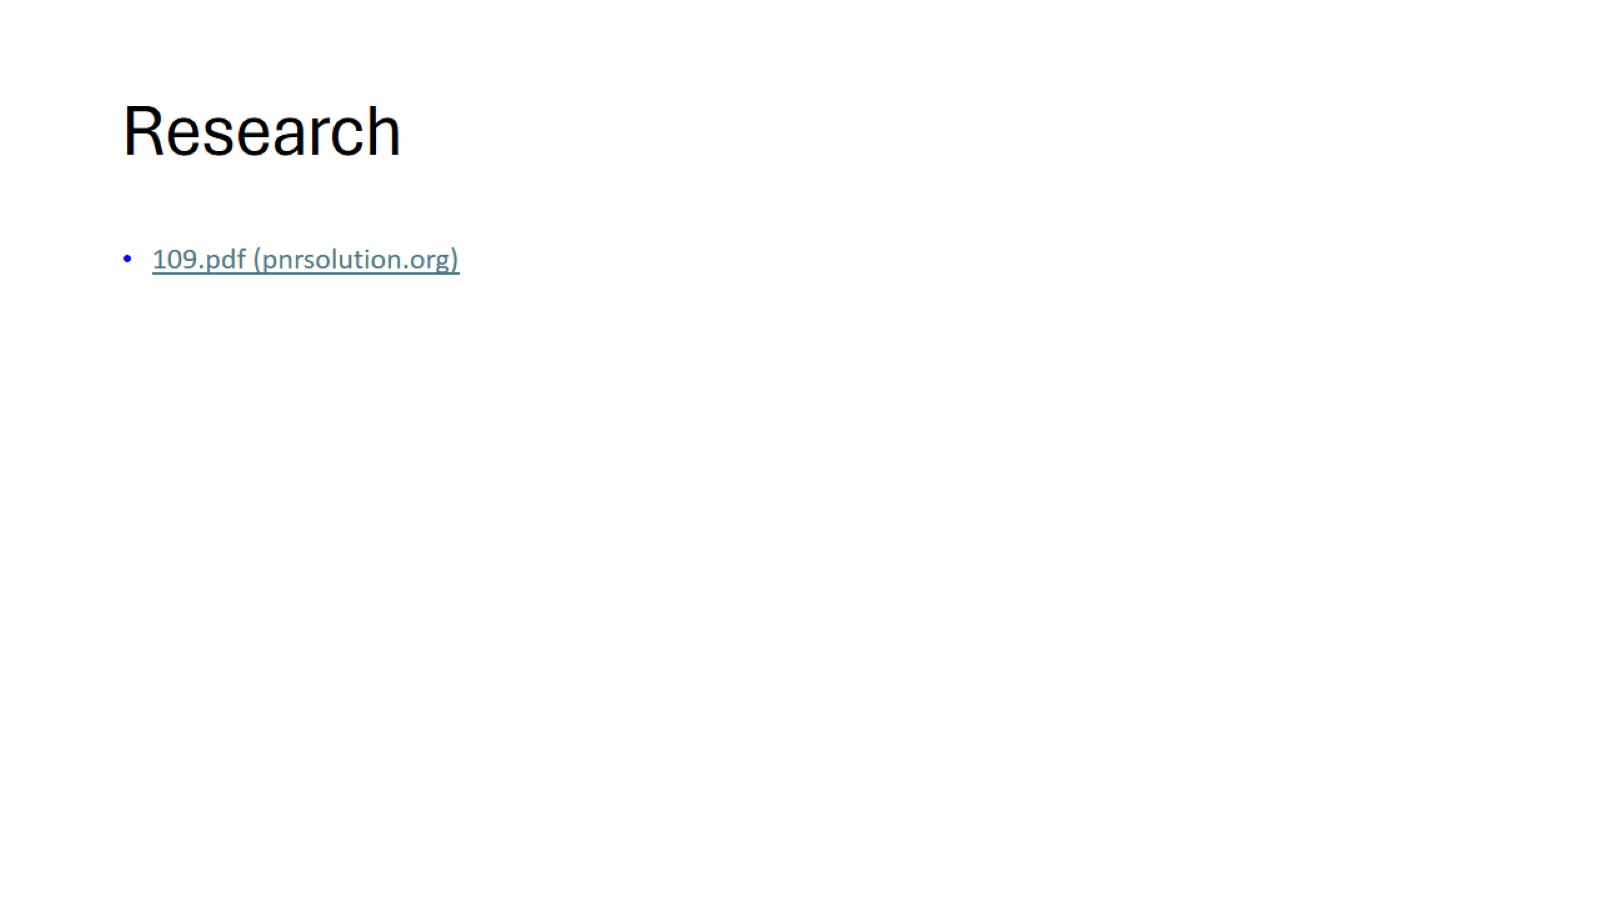 Research
• 109.pdf (pnrsolution.org)